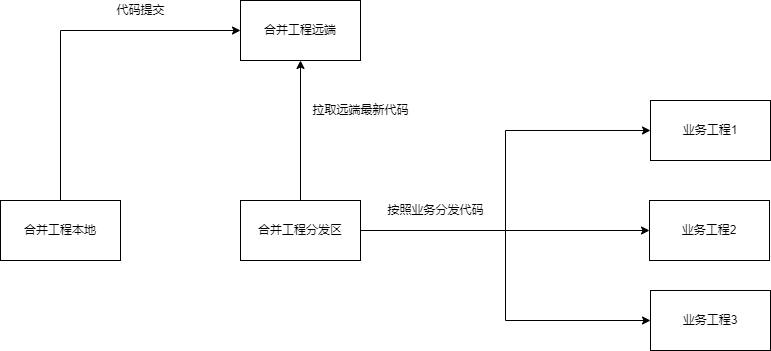 代码提交
合并工程远端
拉取远端最新代码
业务工程1
合并工程本地
合并工程分发区
按照业务分发代码
业务工程2
业务工程3